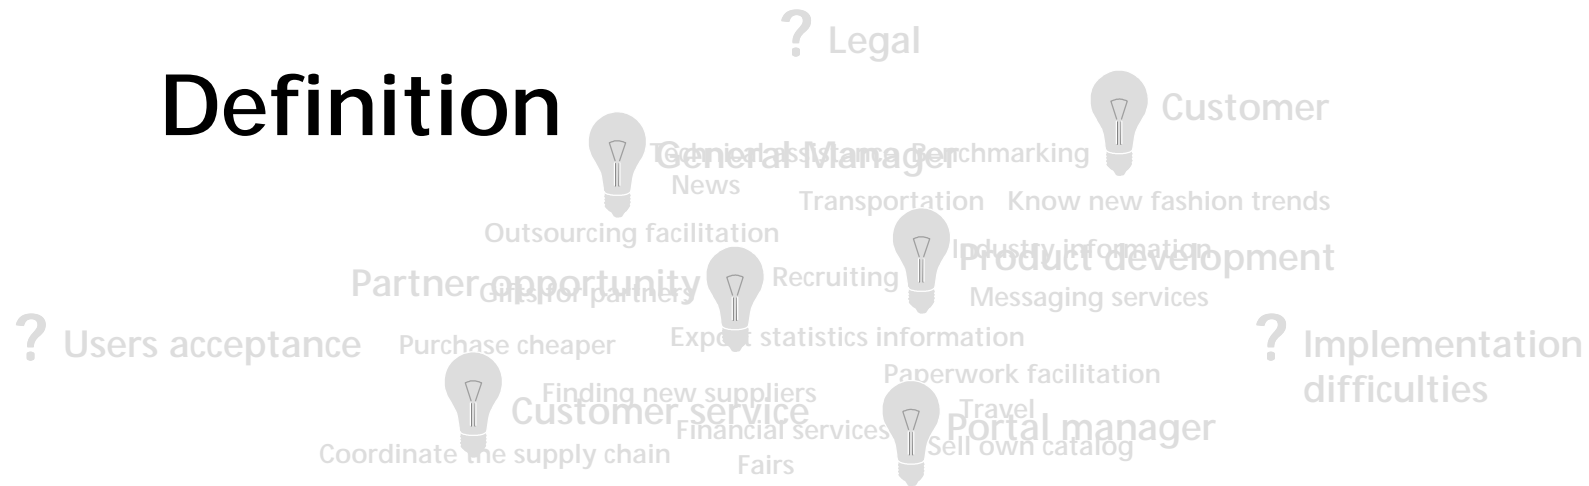 ? Legal
Definition
Customer
General Manager
Technical assistance Benchmarking
News
Transportation
Know new fashion trends
Outsourcing facilitation
Industry information
Product development
Partner opportunity
Gifts for partners
Recruiting
Messaging services
? Users acceptance
Purchase cheaper
Export statistics information
? Implementation
difficulties
Paperwork facilitation
Finding new suppliers
Customer service
Travel
Financial services
Portal manager
Sell own catalog
Coordinate the supply chain
Fairs